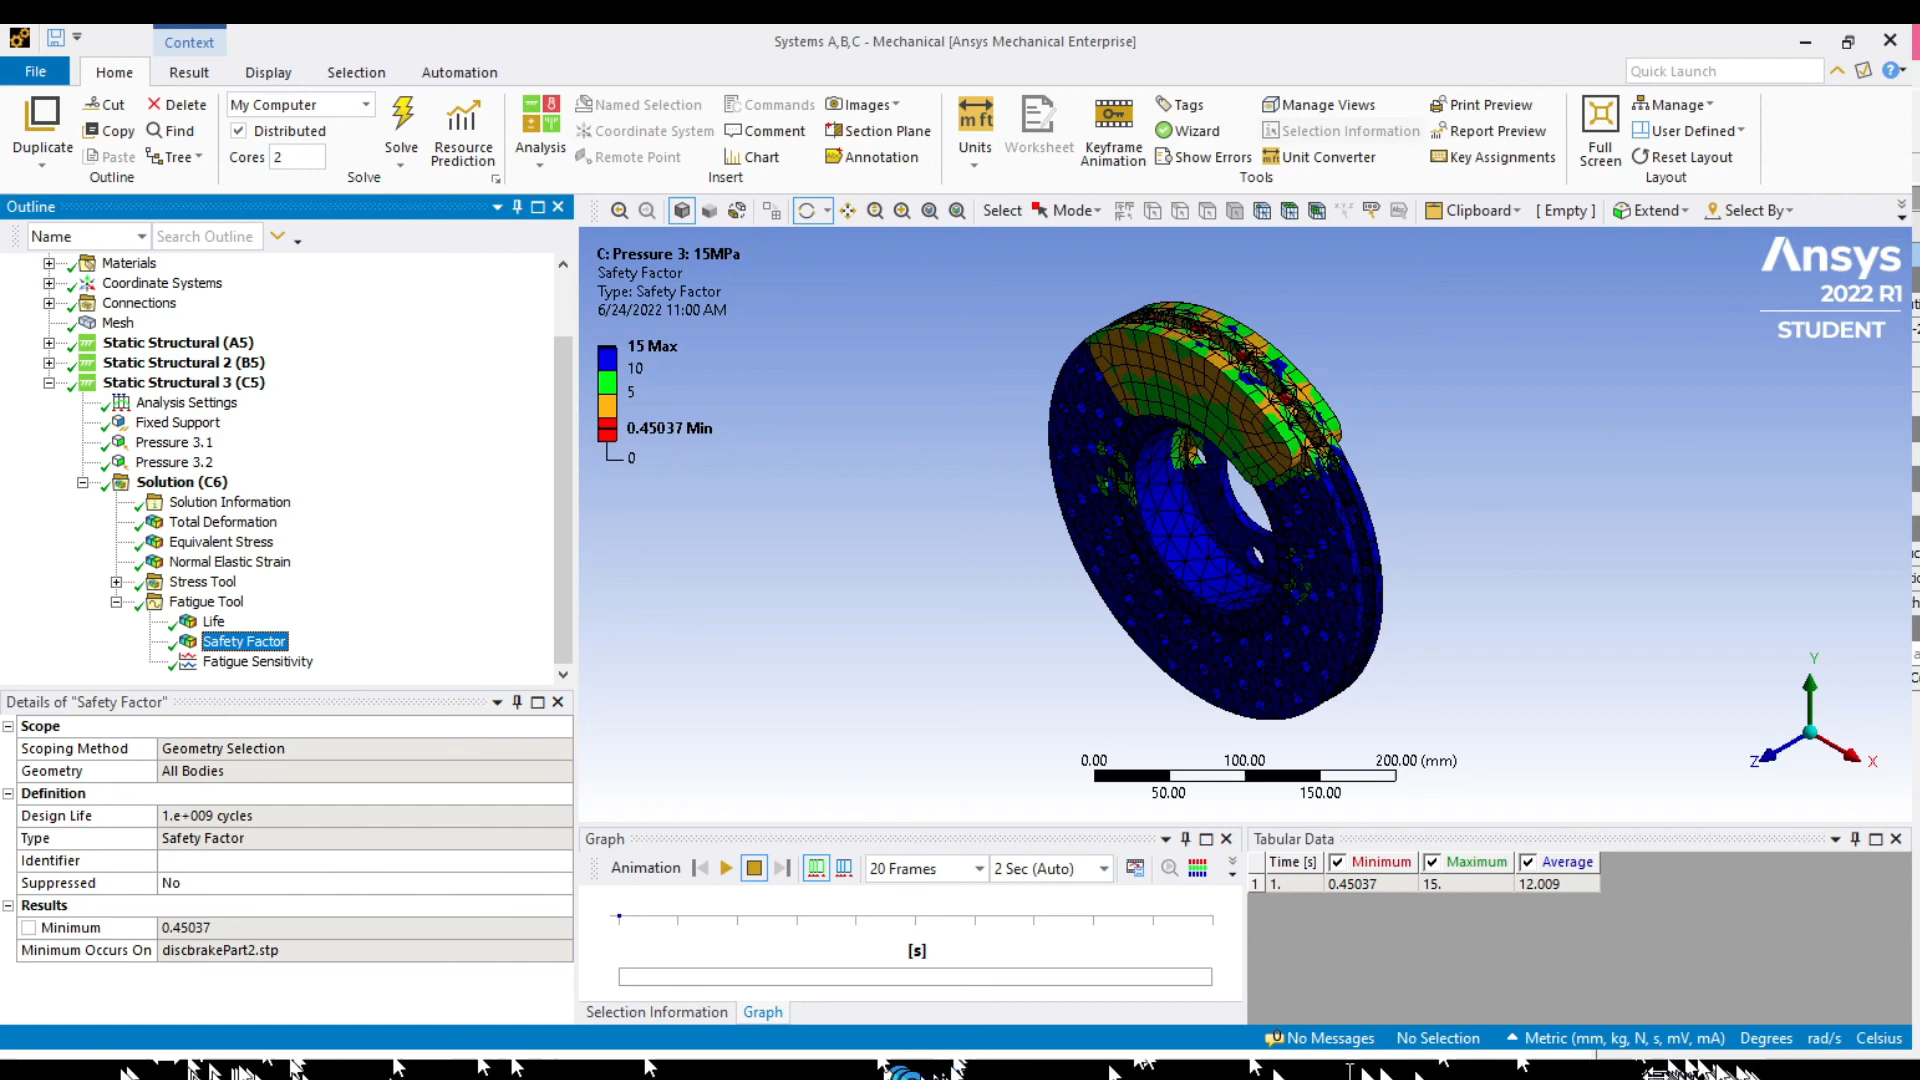 Context
Systems A,B,C - Mechanical [Ansys Mechanical Enterprise]
File Home Result Display Selection Automation
Quick Launch
Duplicate
Cut
Copy
Paste
Delete
Find
Tree
Outline
My Computer
Distributed
Cores 2
Solve
Resource Prediction
Solve
Analysis
Named Selection
Coordinate System
Remote Point
Commands
Comment
Chart
Images
Section Plane
Annotation
Insert
Units
Worksheet
Keyframe Animation
Tags
Wizard
Show Errors
Manage Views
Selection Information
Unit Converter
Print Preview
Report Preview
Key Assignments
Tools
Full Screen
Manage
User Defined
Reset Layout
Layout
Outline
Name
Search Outline
Select Mode
Clipboard [ Empty ] Extend Select By
Materials
Coordinate Systems
Connections
Mesh
Static Structural (A5)
Static Structural 2 (B5)
Static Structural 3 (C5)
Analysis Settings
Fixed Support
Pressure 3.1
Pressure 3.2
Solution (C6)
Solution Information
Total Deformation
Equivalent Stress
Normal Elastic Strain
Stress Tool
Fatigue Tool
Life
Safety Factor
Fatigue Sensitivity
C: Pressure 3: 15MPa
Safety Factor
Type: Safety Factor
6/24/2022 11:00 AM
15 Max
10
5
0.45037 Min
0
Ansys
2022 R1
STUDENT
Y
Z
X
0.00 100.00 200.00 (mm)
50.00 150.00
Details of "Safety Factor"
Scope
Scoping Method Geometry Selection
Geometry All Bodies
Definition
Design Life 1.e+009 cycles
Type Safety Factor
Identifier
Suppressed No
Results
Minimum 0.45037
Minimum Occurs On discbrakePart2.stp
Graph
Animation 20 Frames 2 Sec (Auto)
[s]
Selection Information Graph
Tabular Data
Time [s] Minimum Maximum Average
1 1. 0.45037 15. 12.009
No Messages No Selection Metric (mm, kg, N, s, mV, mA) Degrees rad/s Celsius